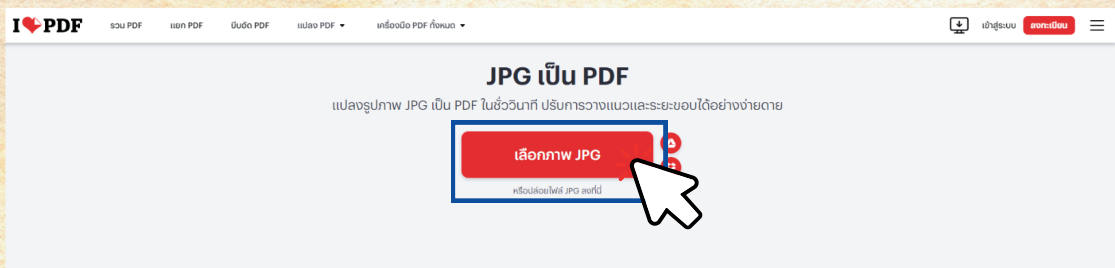 I PDF รวม PDF แยก PDF บีบอัด PDF แปลง PDF เครื่องมือ PDF ทั้งหมด เข้าสู่ระบบ ลงทะเบียน
JPG เป็น PDF
แปลงรูปภาพ JPG เป็น PDF ในชั่ววินาที ปรับการวางแนวและระยะขอบได้อย่างง่ายดาย
เลือกภาพ JPG
หรือปล่อยไฟล์ JPG ลงที่นี่